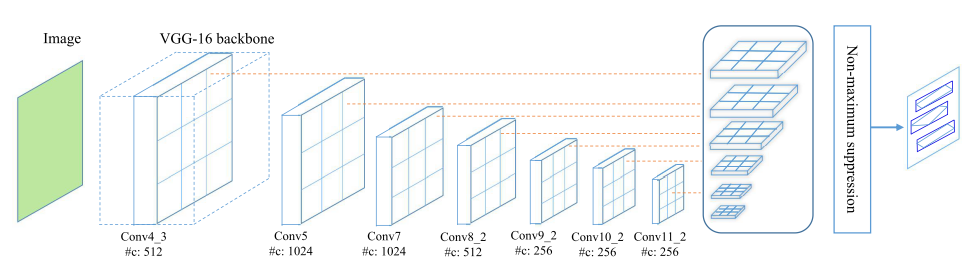 Image
VGG-16 backbone
Non-maximum suppression
Conv4_3
#c: 512
Conv5
#c: 1024
Conv7
#c: 1024
Conv8_2
#c: 512
Conv9_2
#c: 256
Conv10_2
#c: 256
Conv11_2
#c: 256